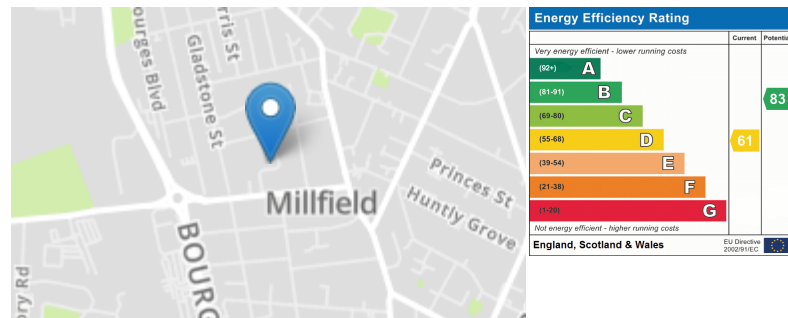 ourges Blvd
rris St
Gladstone St
Millfield
Princes St
Huntly Grove
BOURG
ory Rd
Energy Efficiency Rating
Current Potentia
Very energy efficient - lower running costs
(92+) A
(81-91) B
83
(69-80) C
(55-68) D
61
(39-54) E
(21-38) F
(1-20) G
Not energy efficient - higher running costs
England, Scotland & Wales
EU Directive
2002/91/EC